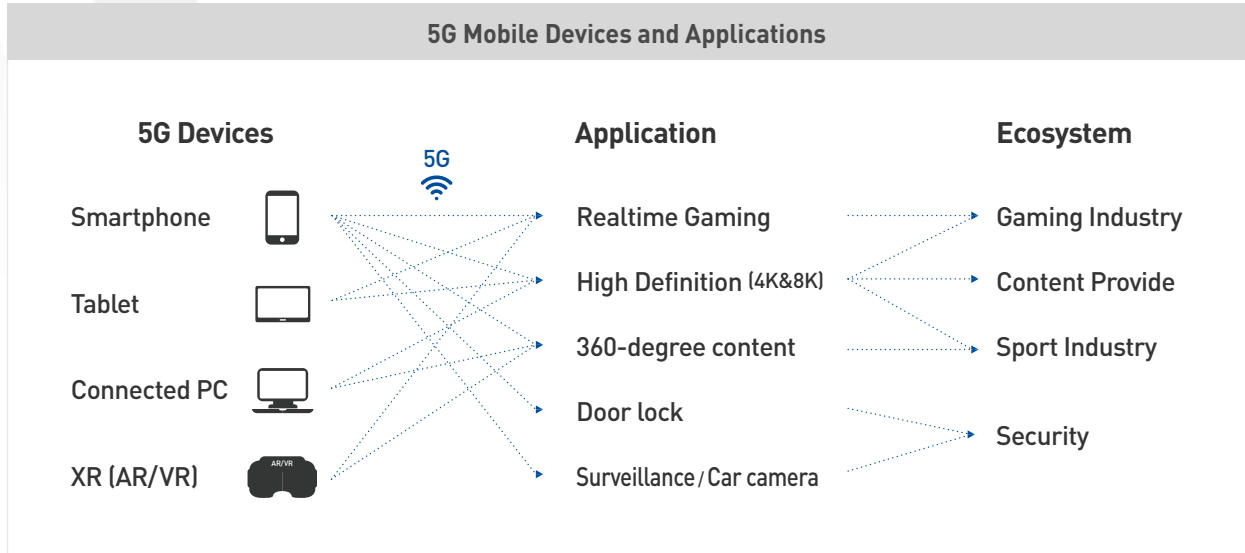 5G Mobile Devices and Applications
5G Devices
Application
Ecosystem
5G
Smartphone
Realtime Gaming
Gaming Industry
High Definition (4K&8K)
Content Provide
Tablet
360-degree content
Sport Industry
Connected PC
Door lock
Security
XR (AR/VR)
AR/VR
Surveillance / Car camera